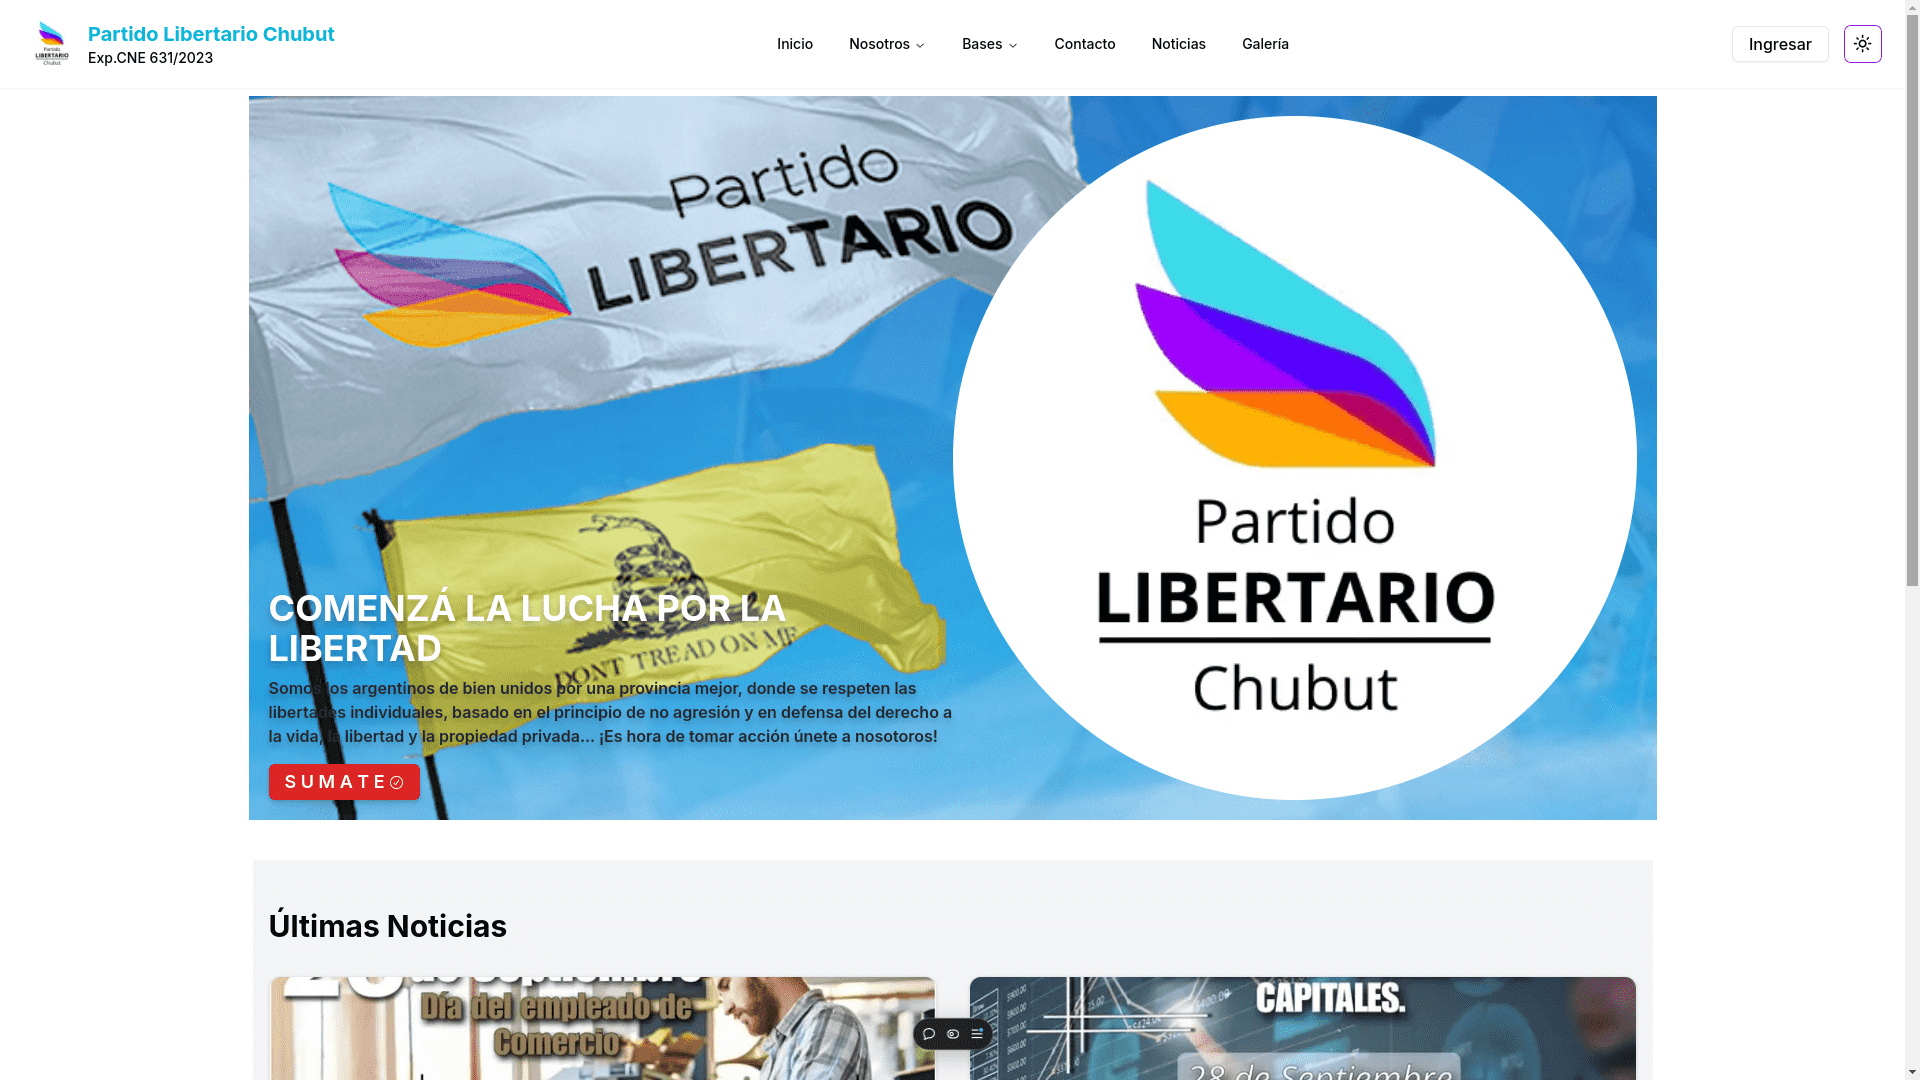 Partido
LIBERTARIO
Chubut
Partido Libertario Chubut
Exp.CNE 631/2023
Inicio
Nosotros
Bases
Contacto
Noticias
Galería
Ingresar
Partido
LIBERTARIO
Partido
LIBERTARIO
Chubut
DONT TREAD ON ME
COMENZÁ LA LUCHA POR LA
LIBERTAD
Somos los argentinos de bien unidos por una provincia mejor, donde se respeten las
libertades individuales, basado en el principio de no agresión y en defensa del derecho a
la vida, la libertad y la propiedad privada... ¡Es hora de tomar acción únete a nosotoros!
SUMATE
Últimas Noticias
de septiembre
Día del empleado de
Comercio
CAPITALES.
28 de Septiembre